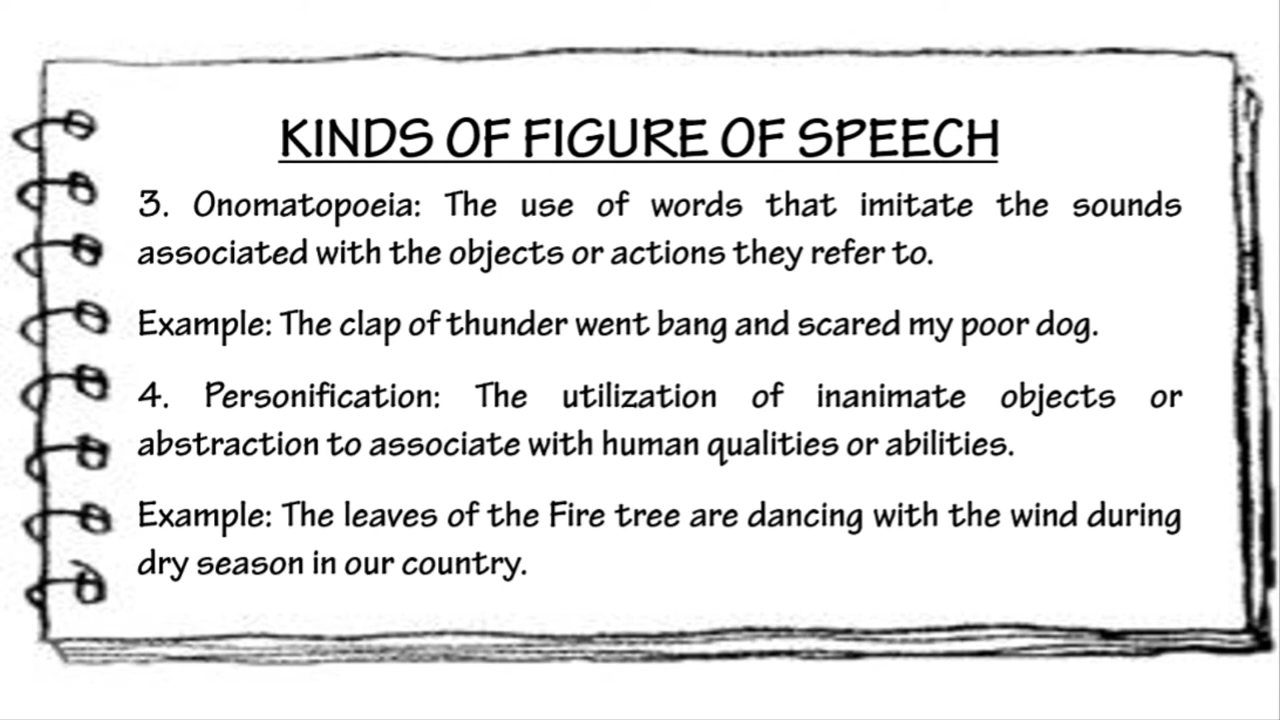 KINDS OF FIGURE OF SPEECH
3. Onomatopoeia: The use of words that imitate the sounds
associated with the objects or actions they refer to.
Example: The clap of thunder went bang and scared my poor dog.
4. Personification: The utilization of inanimate objects or
abstraction to associate with human qualities or abilities.
Example: The leaves of the Fire tree are dancing with the wind during
dry season in our country.